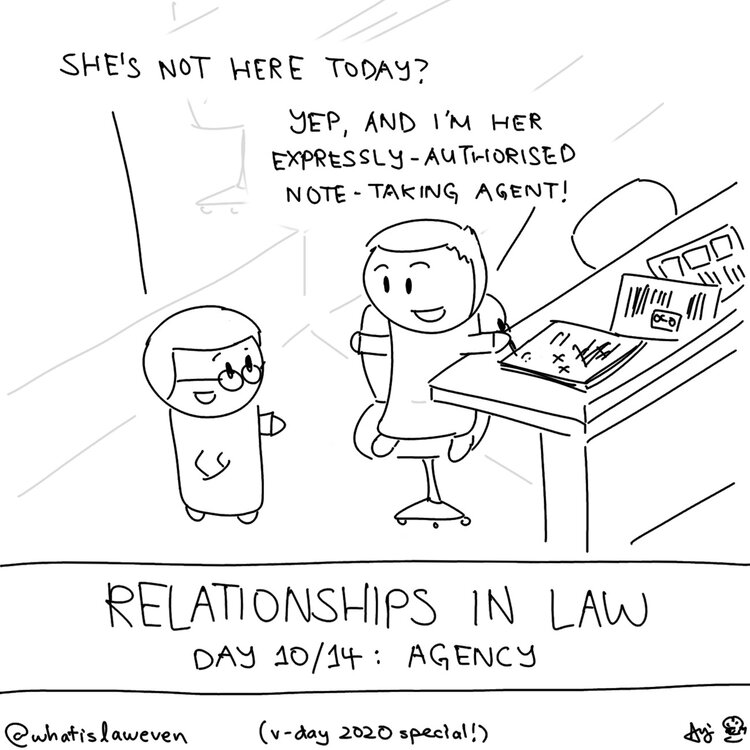 SHE'S NOT HERE TODAY?
YEP, AND I'M HER
EXPRESSLY-AUTHORISED
NOTE-TAKING AGENT!
RELATIONSHIPS IN LAW
DAY 10/14: AGENCY
@whatislaweven
(v-day 2020 special!)